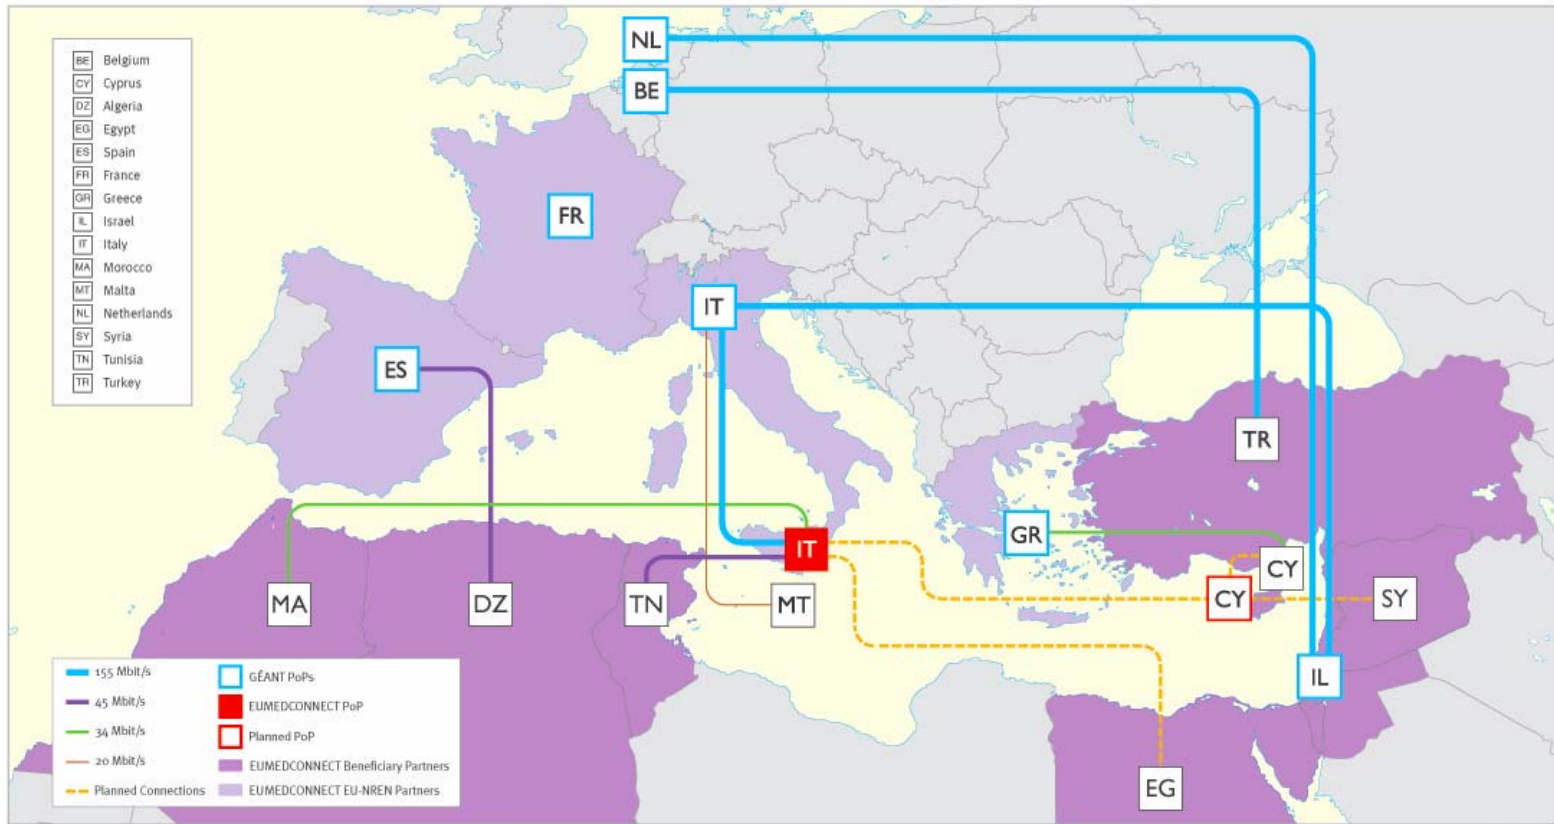 BE Belgium
CY Cyprus
DZ Algeria
EG Egypt
ES Spain
FR France
GR Greece
IL Israel
IT Italy
MA Morocco
MT Malta
NL Netherlands
SY Syria
TN Tunisia
TR Turkey
NL
BE
FR
IT
ES
TR
GR
IT
CY
MA
DZ
TN
MT
CY
SY
IL
EG
155 Mbit/s
45 Mbit/s
34 Mbit/s
20 Mbit/s
Planned Connections
GÉANT PoPs
EUMEDCONNECT PoP
Planned PoP
EUMEDCONNECT Beneficiary Partners
EUMEDCONNECT EU-NREN Partners